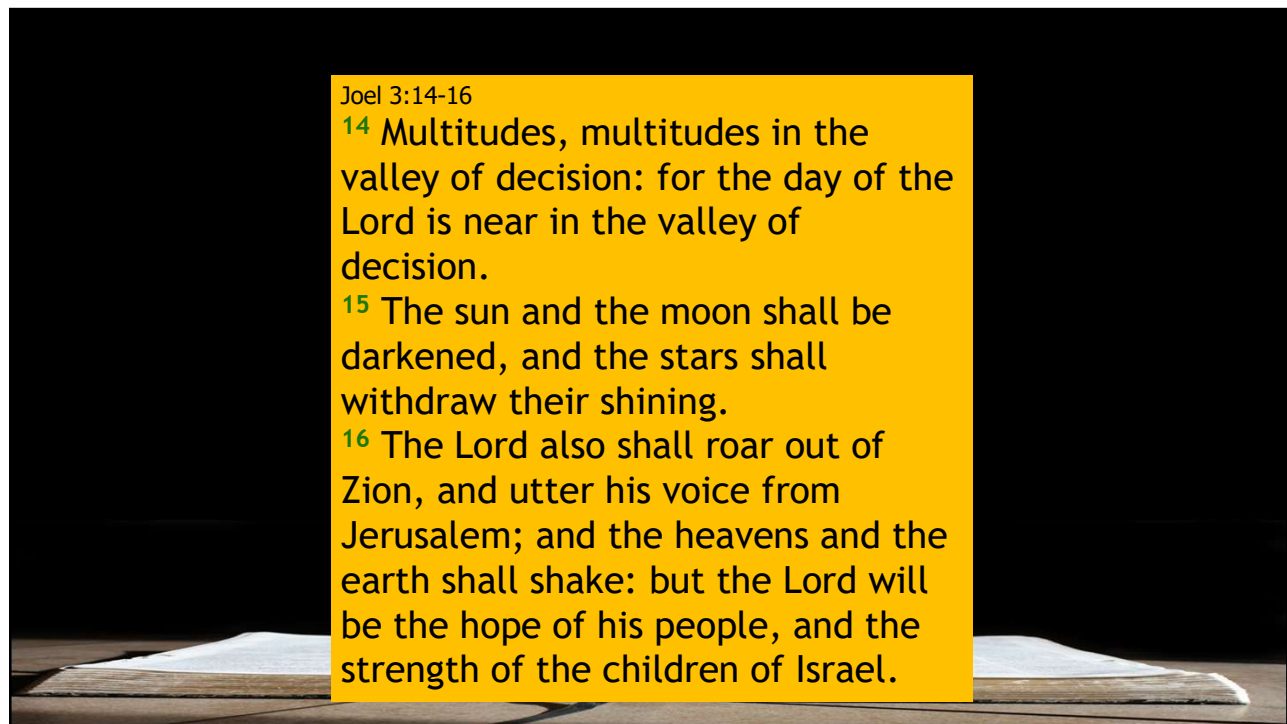 Joel 3:14-16
14 Multitudes, multitudes in the
valley of decision: for the day of the
Lord is near in the valley of
decision.
15 The sun and the moon shall be
darkened, and the stars shall
withdraw their shining.
16 The Lord also shall roar out of
Zion, and utter his voice from
Jerusalem; and the heavens and the
earth shall shake: but the Lord will
be the hope of his people, and the
strength of the children of Israel.